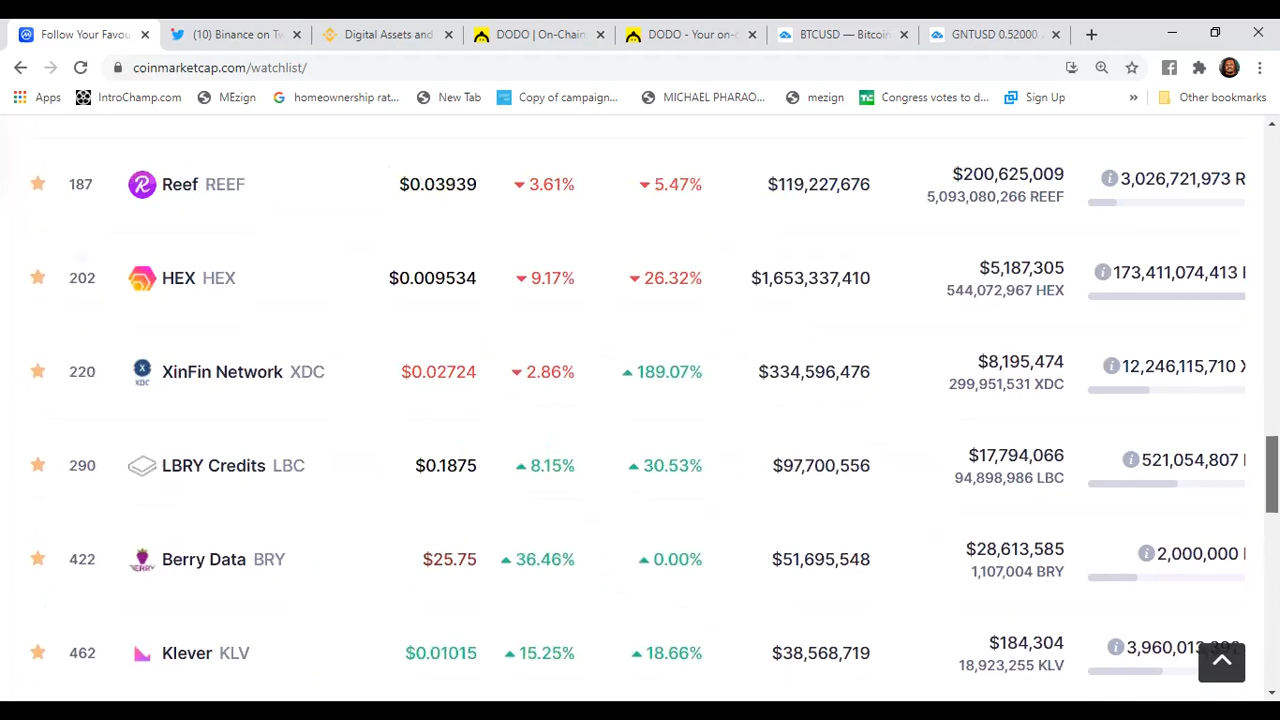 Follow Your Favou
(10) Binance on Tw
Digital Assets and
DODO | On-Chain
DODO - Your on-c
BTCUSD — Bitcoin
GNTUSD 0.52000
coinmarketcap.com/watchlist/
Apps
IntroChamp.com
MEzign
homeownership rat...
New Tab
Copy of campaign...
MICHAEL PHARAO...
mezign
Congress votes to d...
Sign Up
»
Other bookmarks
187 Reef REEF $0.03939 3.61% 5.47% $119,227,676 $200,625,009 3,026,721,973 R
5,093,080,266 REEF
202 HEX HEX $0.009534 9.17% 26.32% $1,653,337,410 $5,187,305 173,411,074,413
544,072,967 HEX
220 XinFin Network XDC $0.02724 2.86% 189.07% $334,596,476 $8,195,474 12,246,115,710 X
XDC
299,951,531 XDC
290 LBRY Credits LBC $0.1875 8.15% 30.53% $97,700,556 $17,794,066 521,054,807
94,898,986 LBC
422 Berry Data BRY $25.75 36.46% 0.00% $51,695,548 $28,613,585 2,000,000
BERRY
1,107,004 BRY
462 Klever KLV $0.01015 15.25% 18.66% $38,568,719 $184,304
18,923,255 KLV